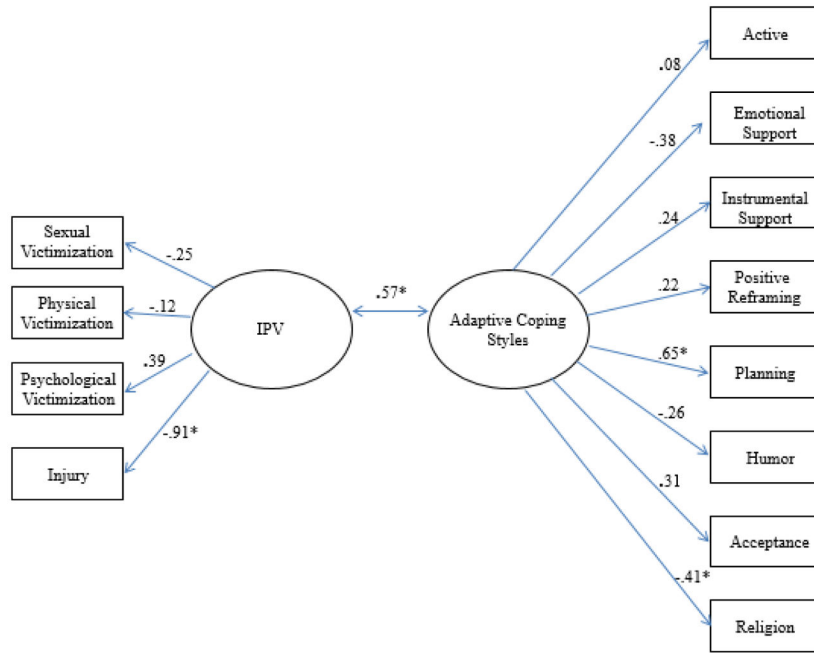 Active
.08
Emotional
Support
-.38
Instrumental
Support
.24
Sexual
Victimization
-.25
Positive
Reframing
.22
Physical
Victimization
-.12
IPV
.57*
Adaptive Coping
Styles
.65*
Planning
Psychological
Victimization
.39
-.26
Humor
-.91*
Injury
.31
Acceptance
-.41*
Religion